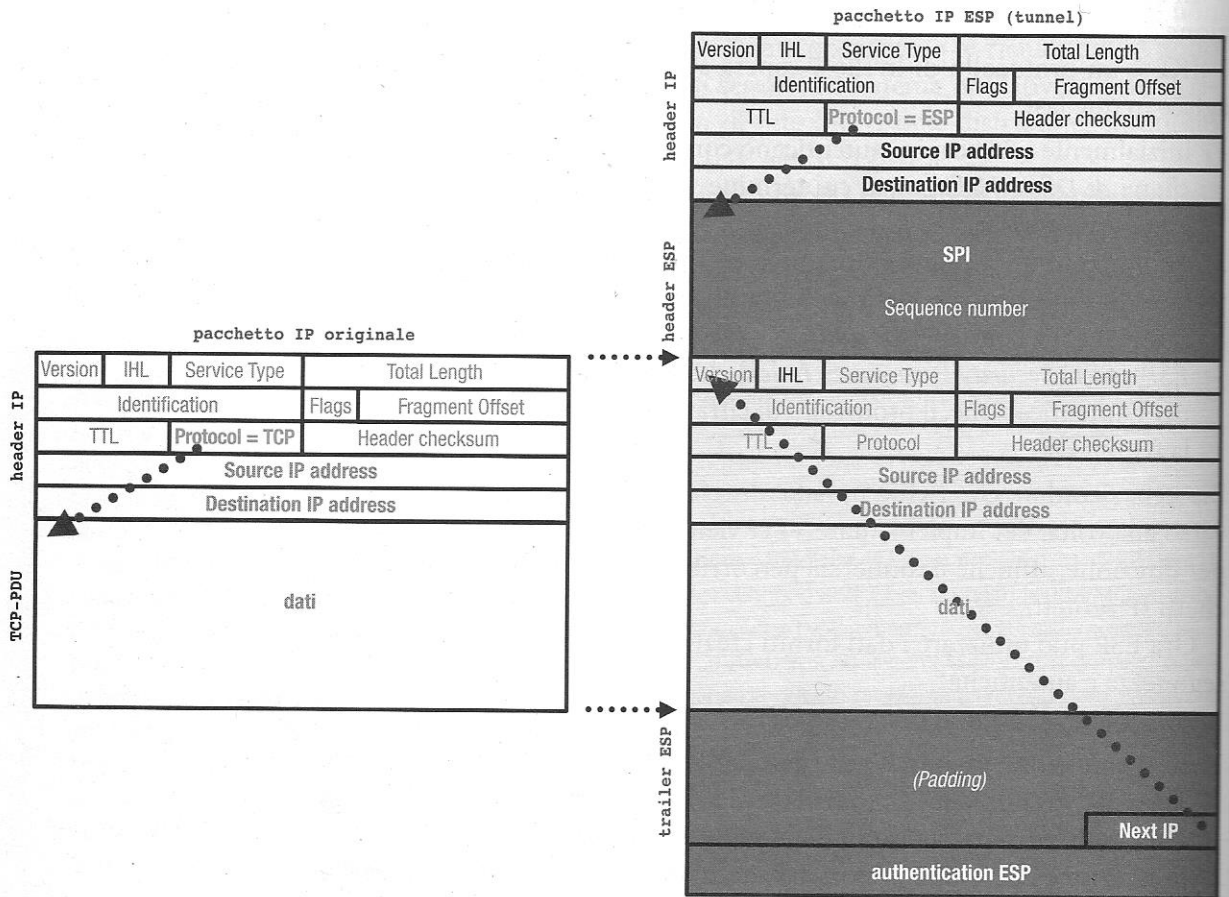 pacchetto IP ESP (tunnel)
header IP
Version IHL Service Type Total Length
Identification Flags Fragment Offset
TTL Protocol = ESP Header checksum
Source IP address
Destination IP address
header ESP
SPI
Sequence number
pacchetto IP originale
header IP
Version IHL Service Type Total Length
Identification Flags Fragment Offset
TTL Protocol = TCP Header checksum
Source IP address
Destination IP address
TCP-PDU
dati
Version IHL Service Type Total Length
Identification Flags Fragment Offset
TTL Protocol Header checksum
Source IP address
Destination IP address
dati
trailer ESP
(Padding)
Next IP
authentication ESP